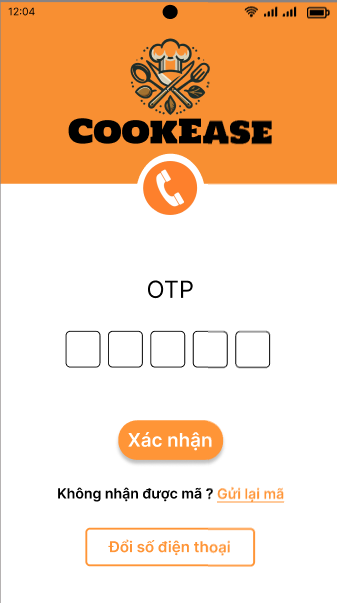 12:04
COOKEASE
OTP
Xác nhận
Không nhận được mã ? Gửi lại mã
Đổi số điện thoại